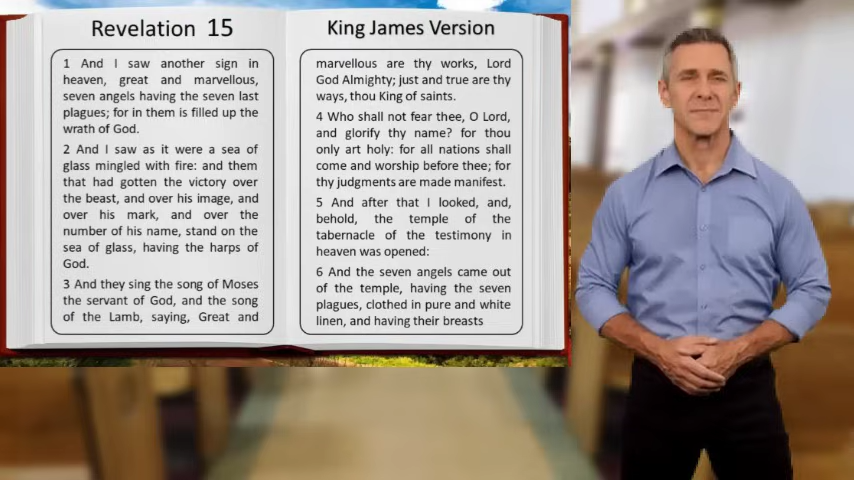 Revelation 15
1 And I saw another sign in
heaven, great and marvellous,
seven angels having the seven last
plagues; for in them is filled up the
wrath of God.
2 And I saw as it were a sea of
glass mingled with fire: and them
that had gotten the victory over
the beast, and over his image, and
over his mark, and over the
number of his name, stand on the
sea of glass, having the harps of
God.
3 And they sing the song of Moses
the servant of God, and the song
of the Lamb, saying, Great and
King James Version
marvellous are thy works, Lord
God Almighty; just and true are thy
ways, thou King of saints.
4 Who shall not fear thee, O Lord,
and glorify thy name? for thou
only art holy: for all nations shall
come and worship before thee; for
thy judgments are made manifest.
5 And after that I looked, and,
behold, the temple of the
tabernacle of the testimony in
heaven was opened:
6 And the seven angels came out
of the temple, having the seven
plagues, clothed in pure and white
linen, and having their breasts